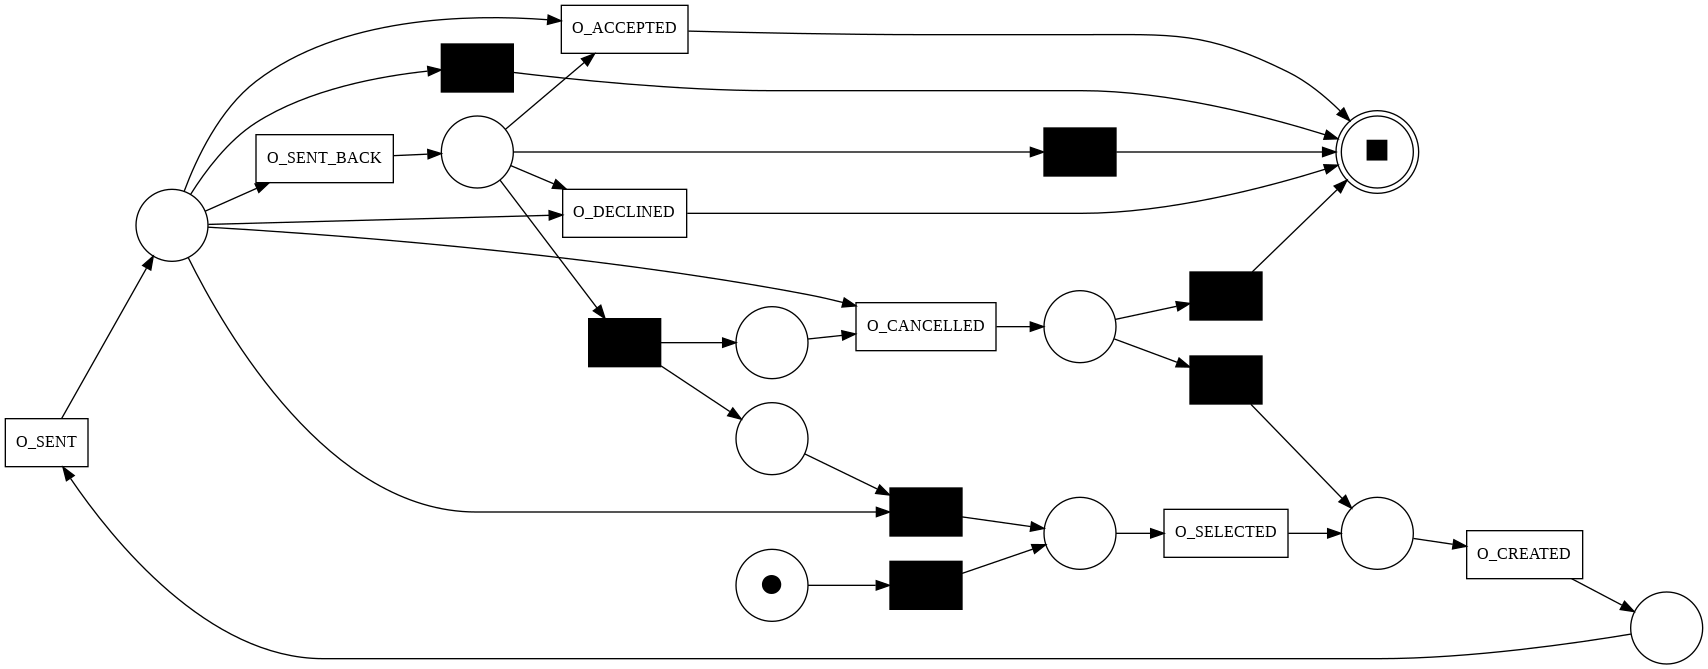 O_ACCEPTED
O_SENT_BACK
O_DECLINED
O_CANCELLED
O_SENT
O_SELECTED
O_CREATED